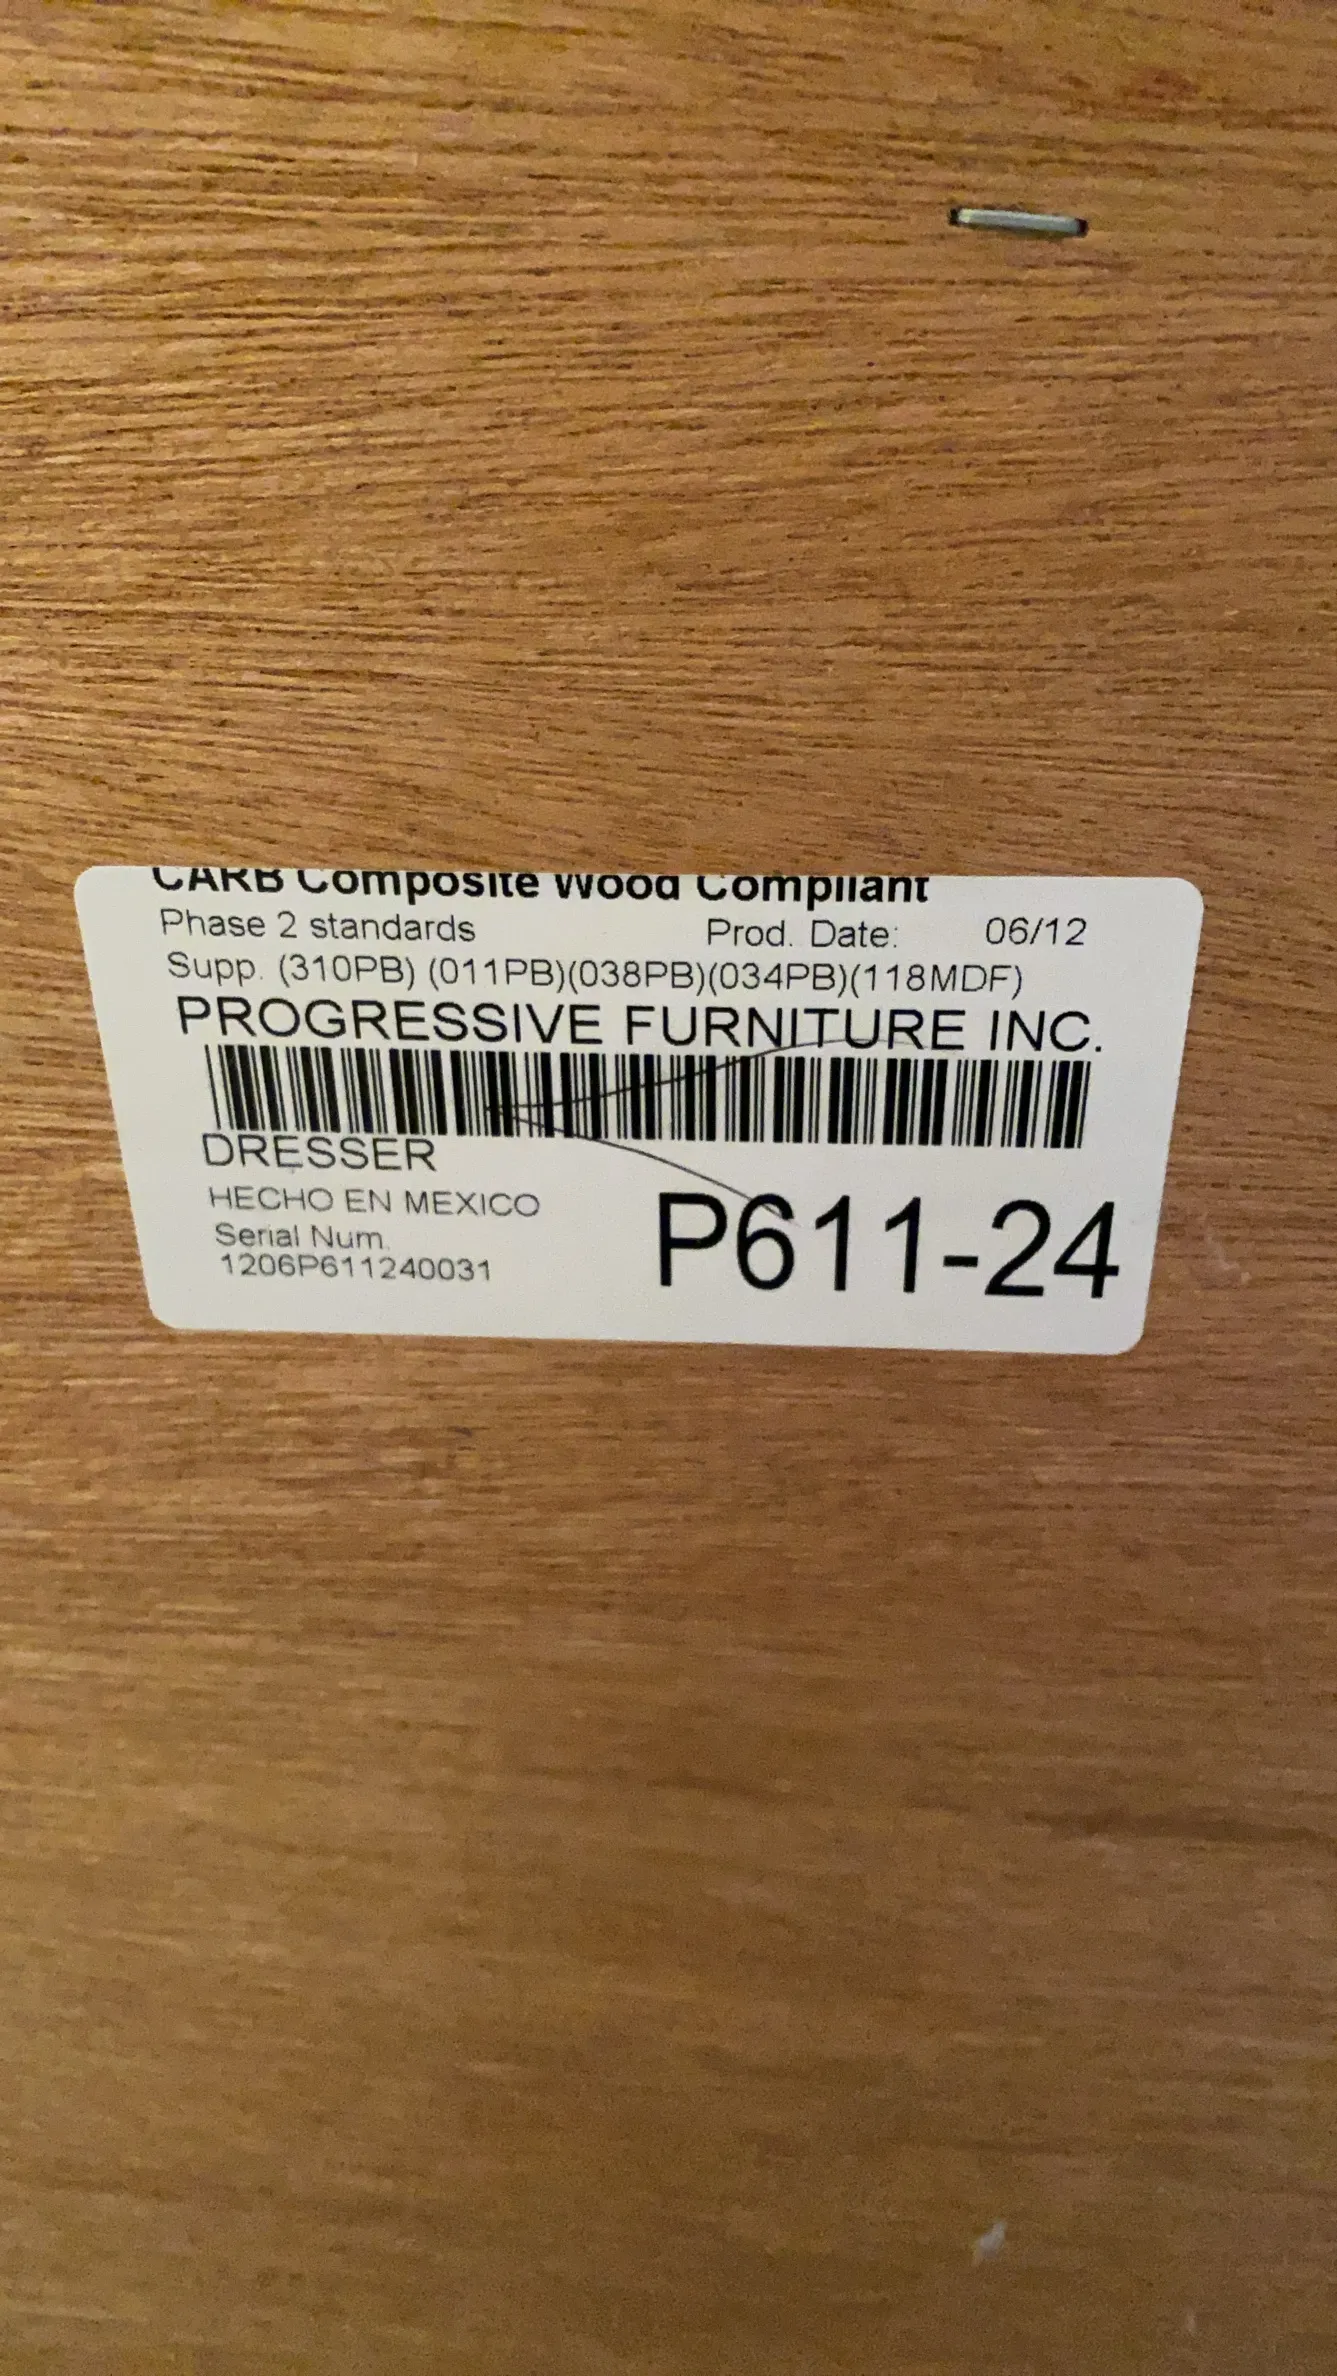 CARB Composite Wood Compliant
Phase 2 standards Prod. Date: 06/12
Supp. (310PB) (011PB)(038PB)(034PB)(118MDF)
PROGRESSIVE FURNITURE INC.
DRESSER
HECHO EN MEXICO
Serial Num.
1206P611240031
P611-24